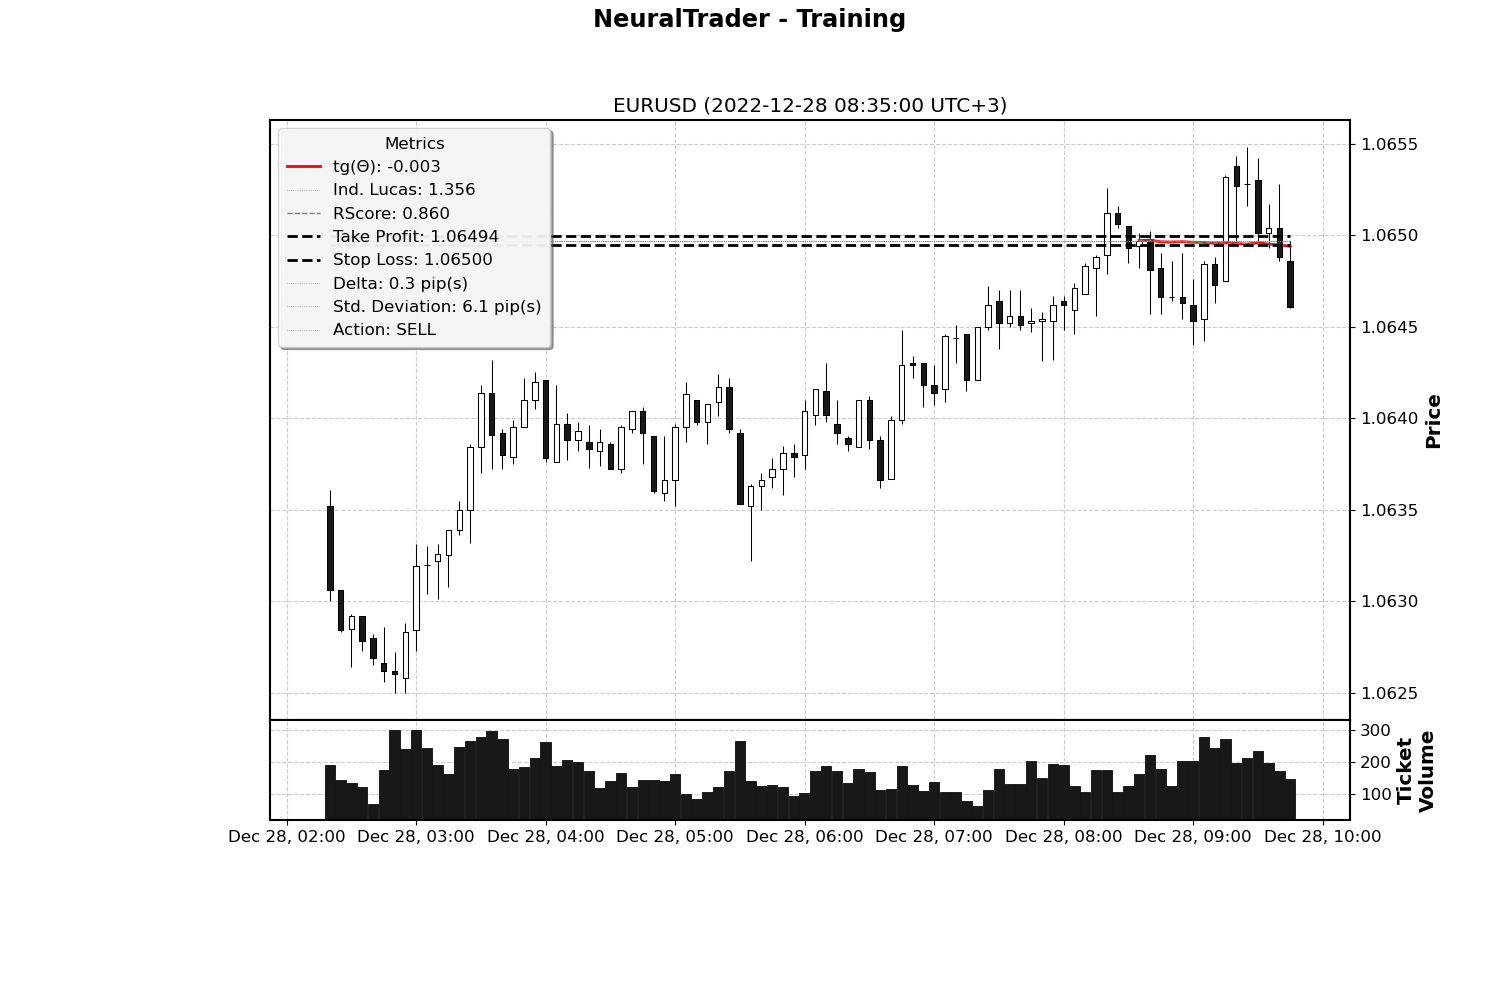 NeuralTrader - Training
EURUSD (2022-12-28 08:35:00 UTC+3)
Metrics
tg(Θ): -0.003
Ind. Lucas: 1.356
RScore: 0.860
Take Profit: 1.06494
Stop Loss: 1.06500
Delta: 0.3 pip(s)
Std. Deviation: 6.1 pip(s)
Action: SELL
1.0655
1.0650
1.0645
1.0640
1.0635
1.0630
1.0625
Price
300
200
100
Ticket
Volume
Dec 28, 02:00 Dec 28, 03:00 Dec 28, 04:00 Dec 28, 05:00 Dec 28, 06:00 Dec 28, 07:00 Dec 28, 08:00 Dec 28, 09:00 Dec 28, 10:00